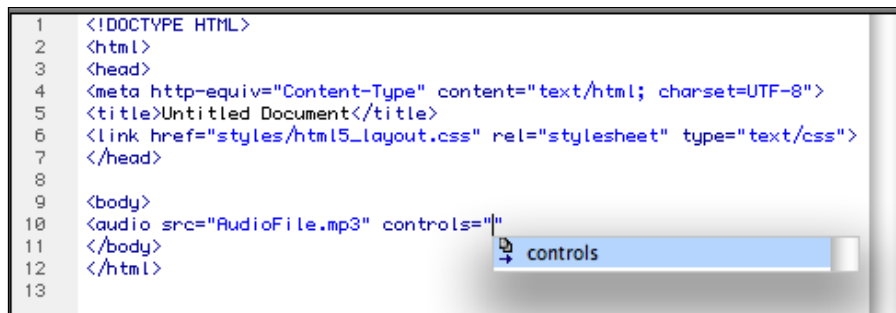 1 <!DOCTYPE HTML>
2 <html>
3 <head>
4 <meta http-equiv="Content-Type" content="text/html; charset=UTF-8">
5 <title>Untitled Document</title>
6 <link href="styles/html5_layout.css" rel="stylesheet" type="text/css">
7 </head>
8
9 <body>
10 <audio src="AudioFile.mp3" controls=""
11 </body>
controls
12 </html>
13